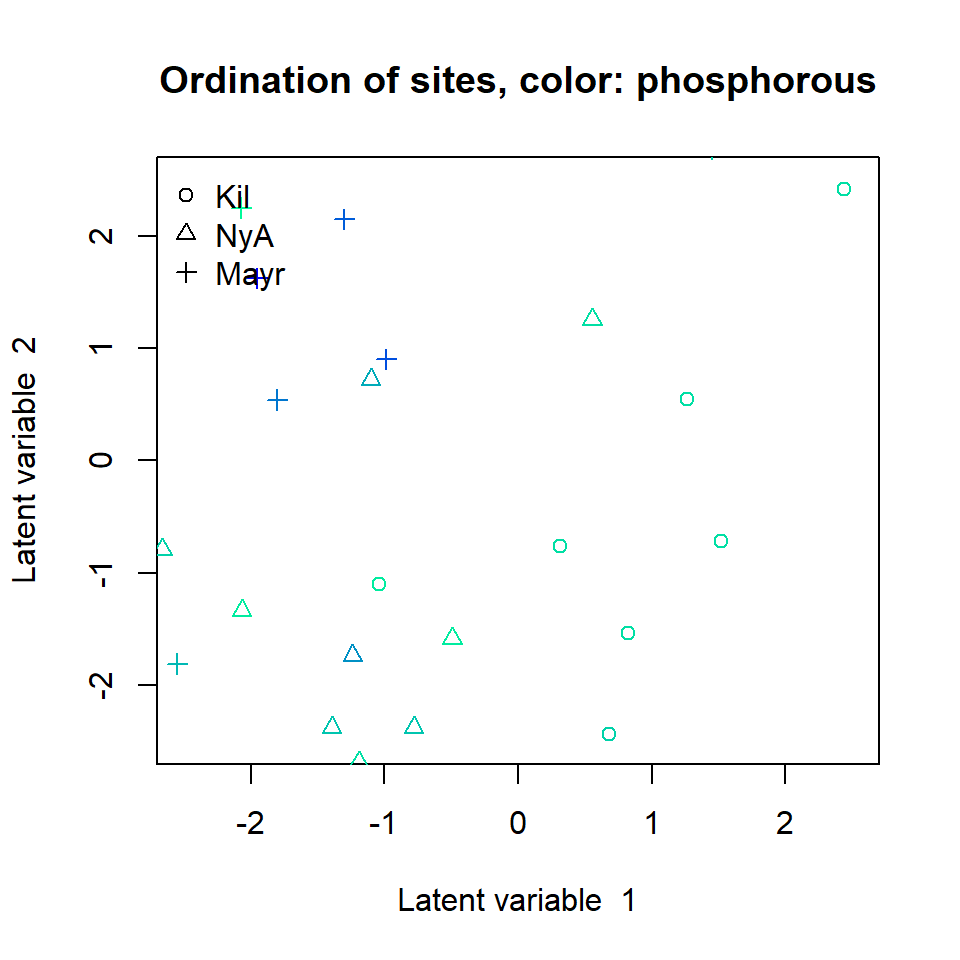 Ordination of sites, color: phosphorous
Kil
NyA
Mayr
2
1
0
-1
-2
Latent variable 2
-2 -1 0 1 2
Latent variable 1